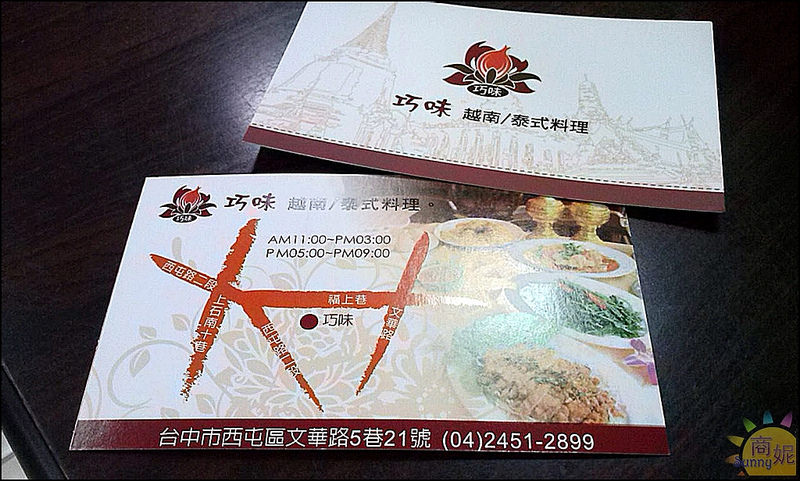 巧味
巧味 越南/泰式料理
巧味
巧味 越南/泰式料理。
AM11:00~PM03:00
PM05:00~PM09:00
西屯路二段
上石南十巷
福上巷
文華路
巧味
西屯路二段
台中市西屯區文華路5巷21號 (04)2451-2899
商妮
Sunny